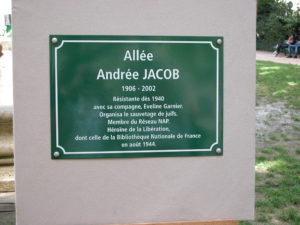 Allée
Andrée JACOB
1906 - 2002
Résistante dès 1940
avec sa compagne, Eveline Garnier.
Organisa le sauvetage de juifs.
Membre du Réseau NAP.
Héroïne de la Libération,
dont celle de la Bibliothèque Nationale de France
en août 1944.